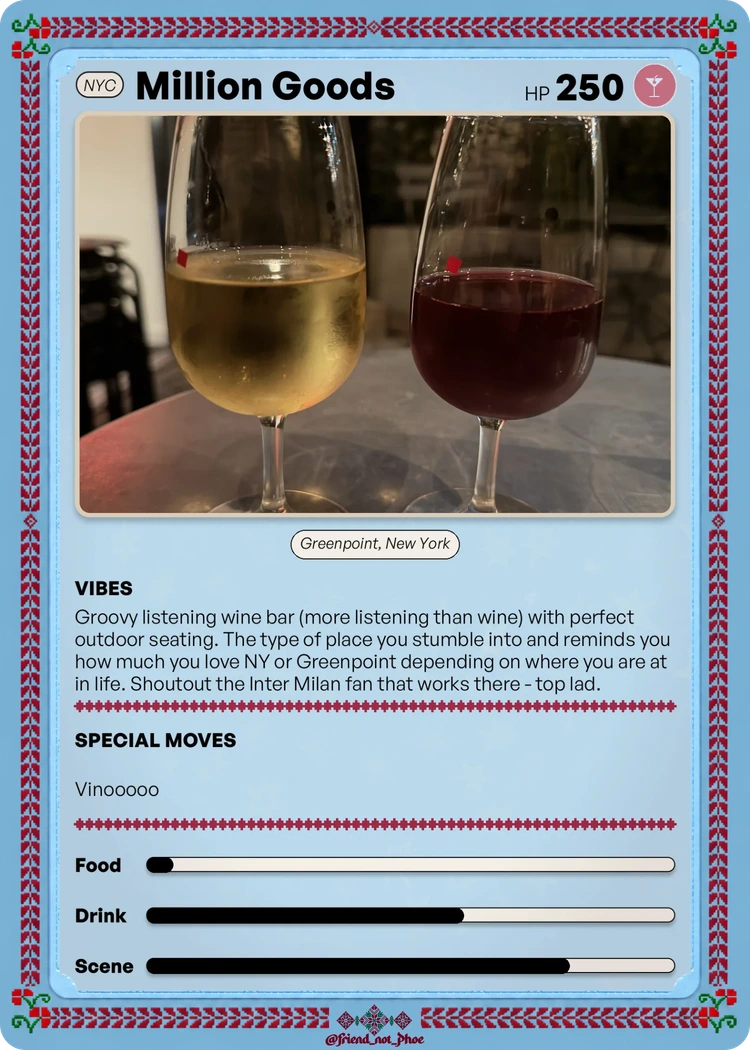 NYC Million Goods HP 250
Greenpoint, New York
VIBES
Groovy listening wine bar (more listening than wine) with perfect
outdoor seating. The type of place you stumble into and reminds you
how much you love NY or Greenpoint depending on where you are at
in life. Shoutout the Inter Milan fan that works there - top lad.
SPECIAL MOVES
Vinooooo
Food
Drink
Scene
@friend_not_Phoe